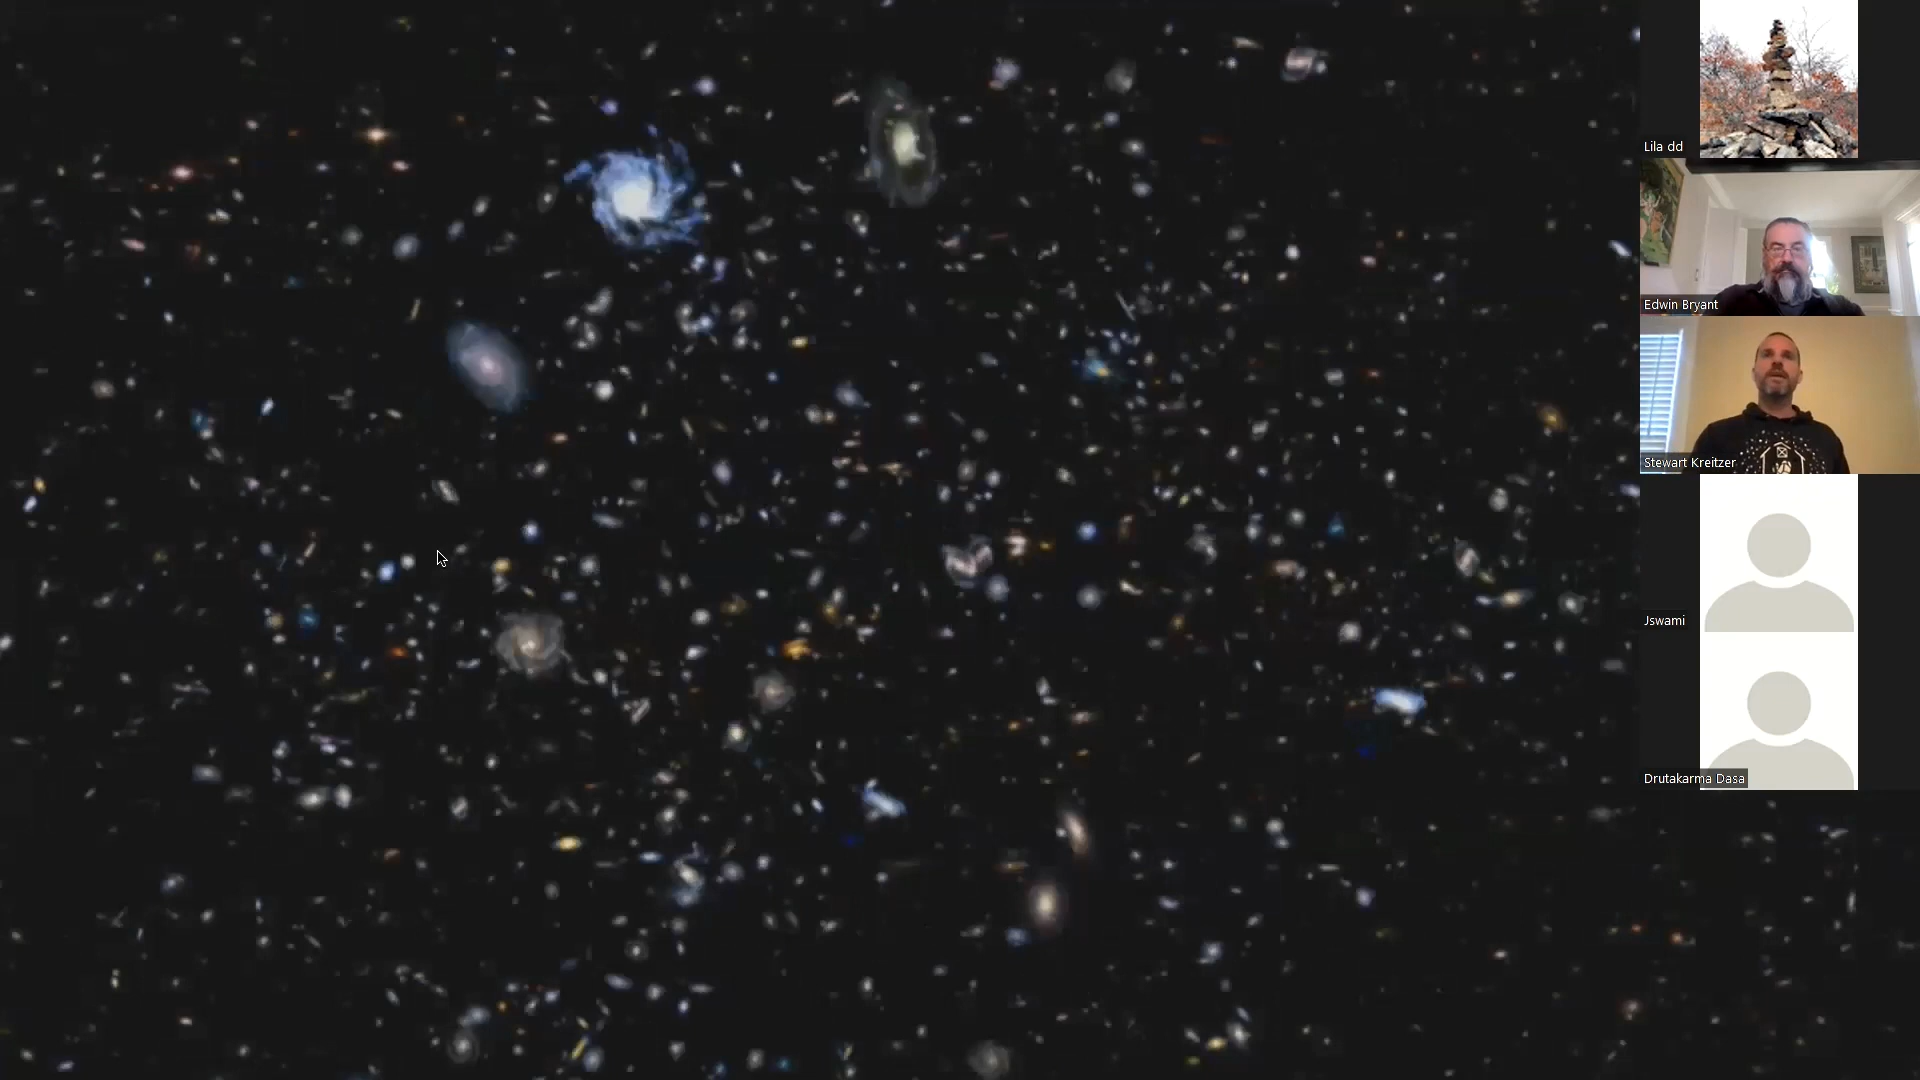 Lila dd
Edwin Bryant
Stewart Kreitzer
Jswami
Drutakarma Dasa